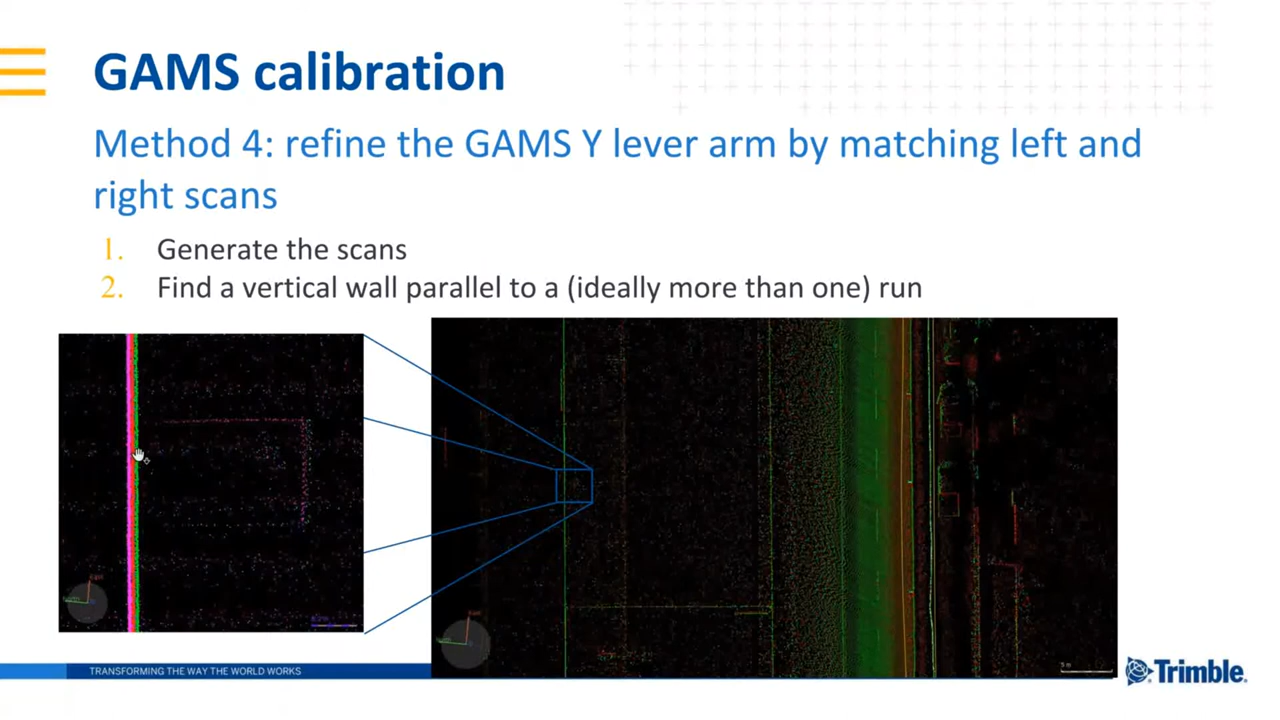 GAMS calibration
Method 4: refine the GAMS Y lever arm by matching left and
right scans
1. Generate the scans
2. Find a vertical wall parallel to a (ideally more than one) run
5 m
TRANSFORMING THE WAY THE WORLD WORKS
Trimble